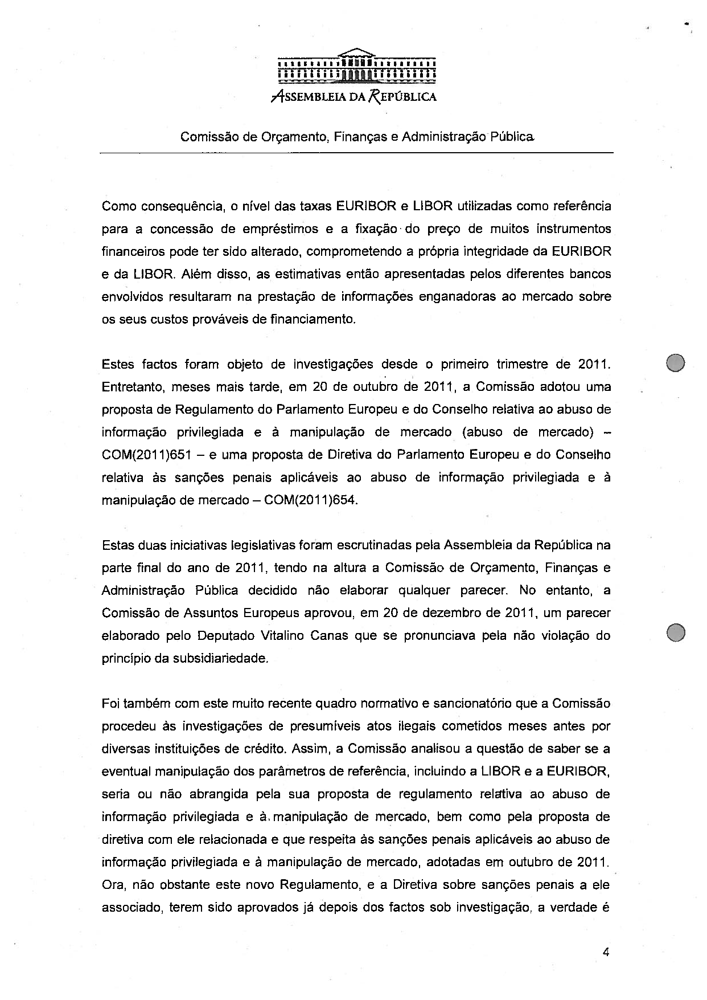 ASSEMBLEIA DA REPÚBLICA
Comissão de Orçamento, Finanças e Administração Pública
Como consequência, o nível das taxas EURIBOR e LIBOR utilizadas como referência
para a concessão de empréstimos e a fixação do preço de muitos instrumentos
financeiros pode ter sido alterado, comprometendo a própria integridade da EURIBOR
e da LIBOR. Além disso, as estimativas então apresentadas pelos diferentes bancos
envolvidos resultaram na prestação de informações enganadoras ao mercado sobre
os seus custos prováveis de financiamento.
Estes factos foram objeto de investigações desde o primeiro trimestre de 2011.
Entretanto, meses mais tarde, em 20 de outubro de 2011, a Comissão adotou uma
proposta de Regulamento do Parlamento Europeu e do Conselho relativa ao abuso de
informação privilegiada e à manipulação de mercado (abuso de mercado) –
COM(2011)651 – e uma proposta de Diretiva do Parlamento Europeu e do Conselho
relativa às sanções penais aplicáveis ao abuso de informação privilegiada e à
manipulação de mercado – COM(2011)654.
Estas duas iniciativas legislativas foram escrutinadas pela Assembleia da República na
parte final do ano de 2011, tendo na altura a Comissão de Orçamento, Finanças e
Administração Pública decidido não elaborar qualquer parecer. No entanto, a
Comissão de Assuntos Europeus aprovou, em 20 de dezembro de 2011, um parecer
elaborado pelo Deputado Vitalino Canas que se pronunciava pela não violação do
princípio da subsidiariedade.
Foi também com este muito recente quadro normativo e sancionatório que a Comissão
procedeu às investigações de presumíveis atos ilegais cometidos meses antes por
diversas instituições de crédito. Assim, a Comissão analisou a questão de saber se a
eventual manipulação dos parâmetros de referência, incluindo a LIBOR e a EURIBOR,
seria ou não abrangida pela sua proposta de regulamento relativa ao abuso de
informação privilegiada e à manipulação de mercado, bem como pela proposta de
diretiva com ele relacionada e que respeita às sanções penais aplicáveis ao abuso de
informação privilegiada e à manipulação de mercado, adotadas em outubro de 2011.
Ora, não obstante este novo Regulamento, e a Diretiva sobre sanções penais a ele
associado, terem sido aprovados já depois dos factos sob investigação, a verdade é
4